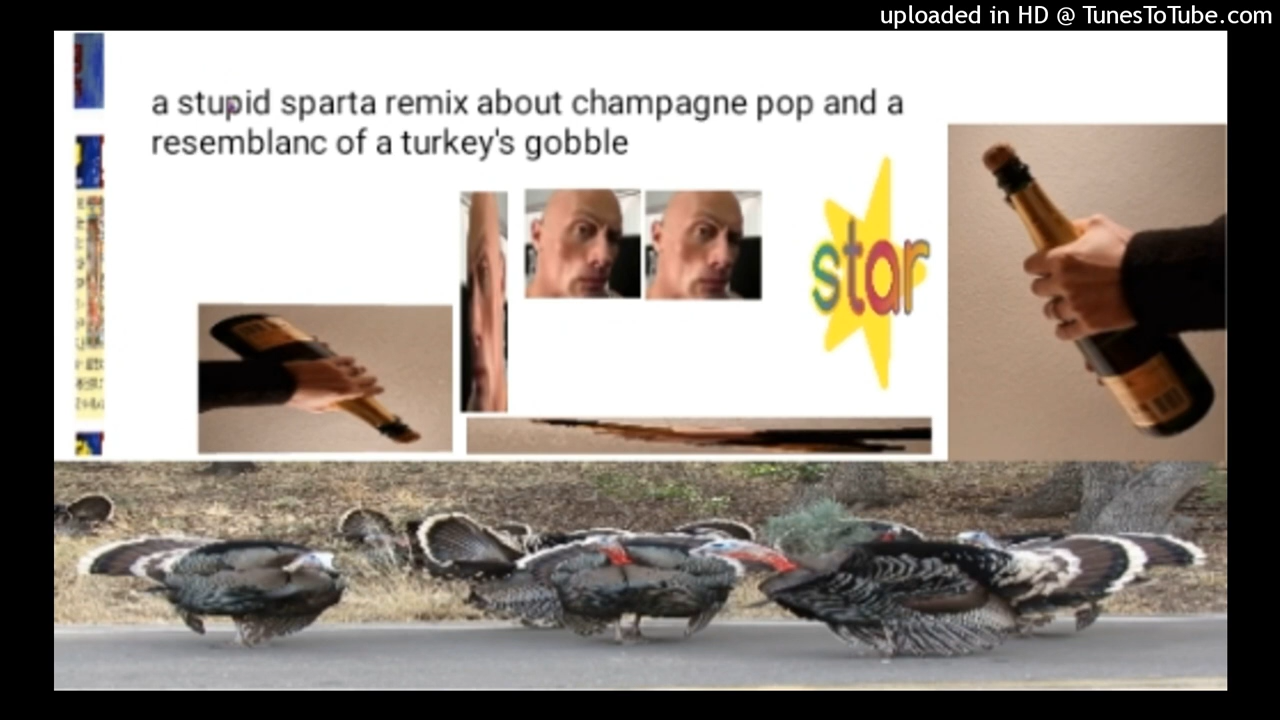 uploaded in HD @ TunesToTube.com
a stupid sparta remix about champagne pop and a
resemblanc of a turkey's gobble
star